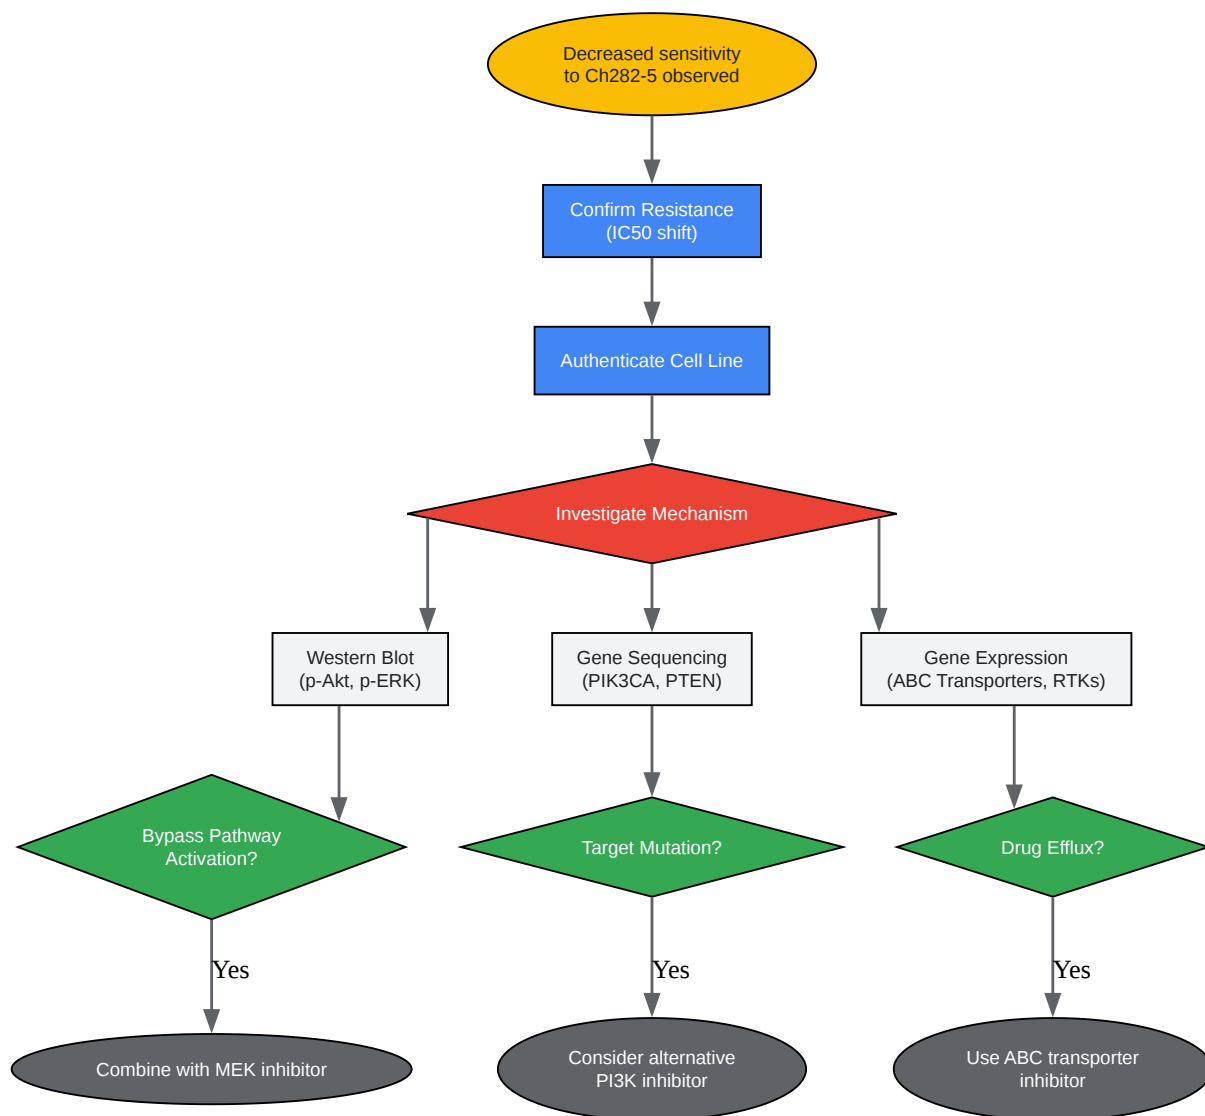 Decreased sensitivity
to Ch282-5 observed
Confirm Resistance
(IC50 shift)
Authenticate Cell Line
Investigate Mechanism
Western Blot
(p-Akt, p-ERK)
Gene Sequencing
(PIK3CA, PTEN)
Gene Expression
(ABC Transporters, RTKs)
Bypass Pathway
Activation?
Target Mutation?
Drug Efflux?
Yes
Yes
Yes
Combine with MEK inhibitor
Consider alternative
PI3K inhibitor
Use ABC transporter
inhibitor